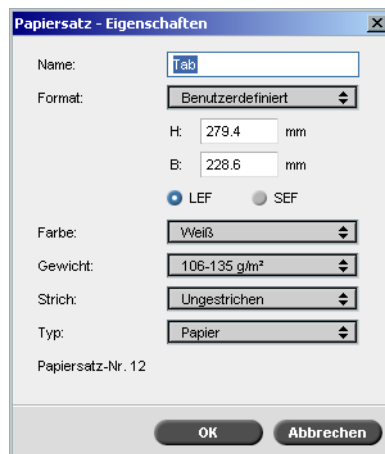 Papiersatz - Eigenschaften
Name: Tab
Format: Benutzerdefiniert
H: 279.4 mm
B: 228.6 mm
LEF SEF
Farbe: Weiß
Gewicht: 106-135 g/m²
Strich: Ungestrichen
Typ: Papier
Papiersatz-Nr. 12
OK Abbrechen